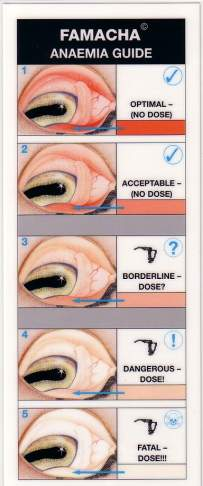 FAMACHA©
ANAEMIA GUIDE
1
OPTIMAL –
(NO DOSE)
2
ACCEPTABLE –
(NO DOSE)
3
?
BORDERLINE –
DOSE?
4
!
DANGEROUS –
DOSE!
5
FATAL –
DOSE!!!